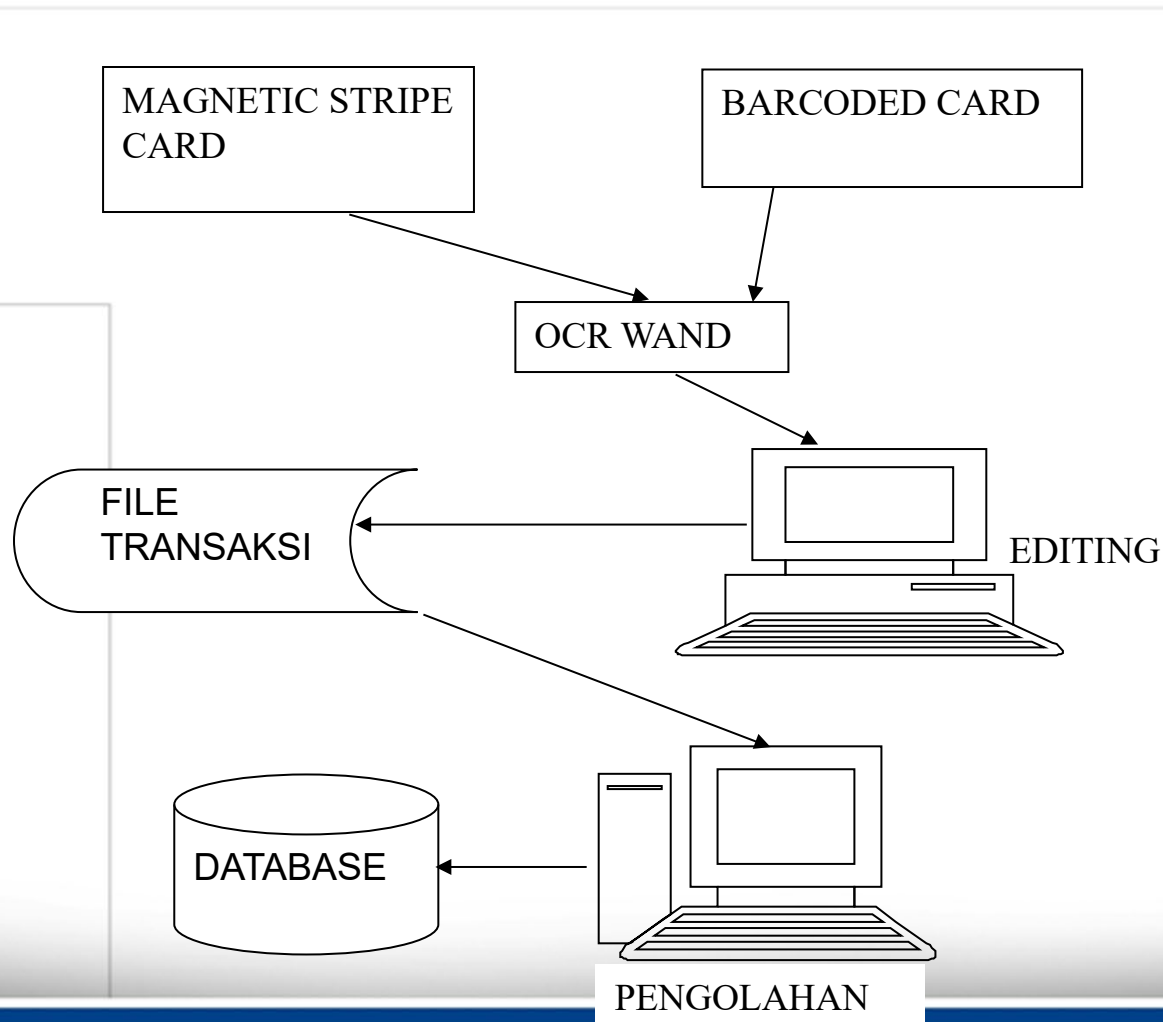 MAGNETIC STRIPE
CARD
BARCODED CARD
OCR WAND
FILE
TRANSAKSI
EDITING
DATABASE
PENGOLAHAN